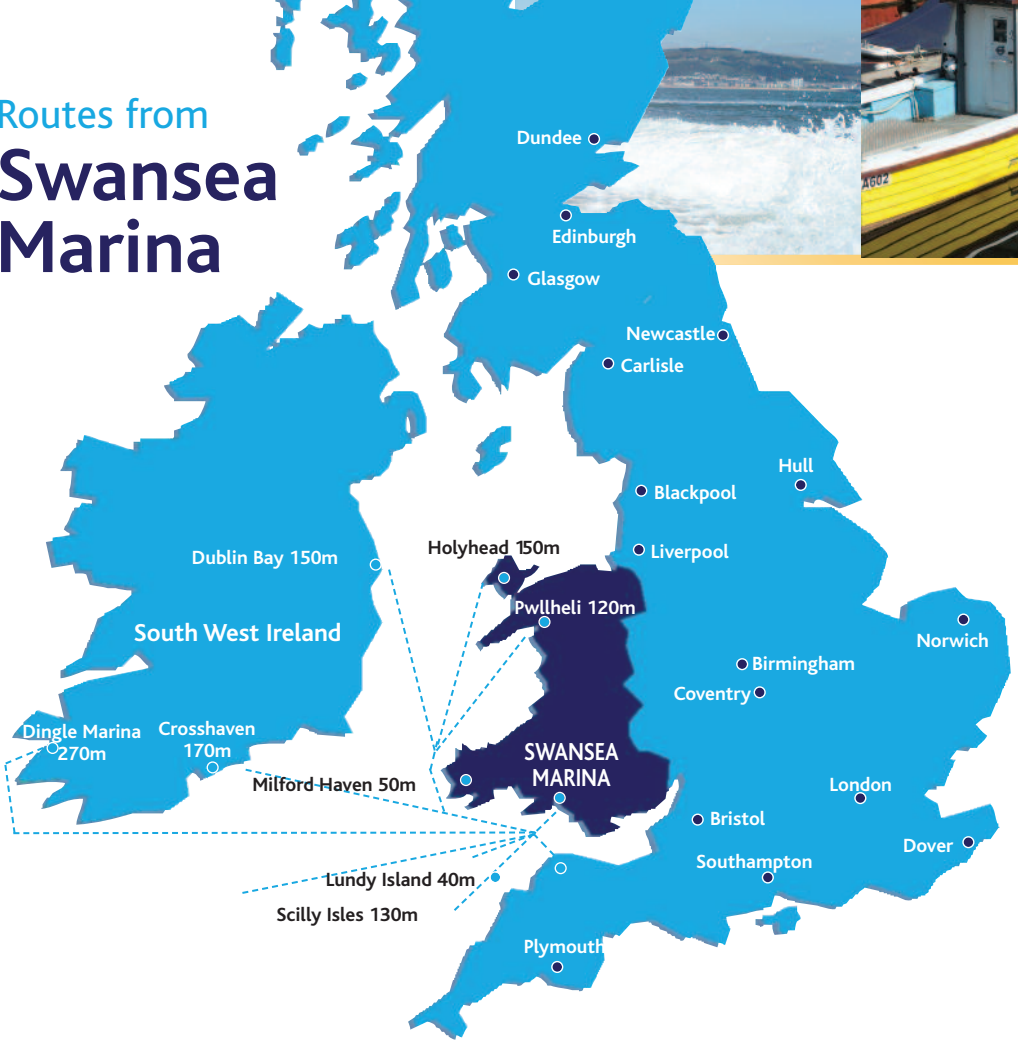 Routes from
Swansea
Marina
A602
Dundee
Edinburgh
Glasgow
Newcastle
Carlisle
Hull
Blackpool
Holyhead 150m
Liverpool
Dublin Bay 150m
Pwllheli 120m
South West Ireland
Norwich
Birmingham
Coventry
Dingle Marina
270m
Crosshaven
170m
SWANSEA
MARINA
Milford Haven 50m
London
Bristol
Dover
Southampton
Lundy Island 40m
Scilly Isles 130m
Plymouth